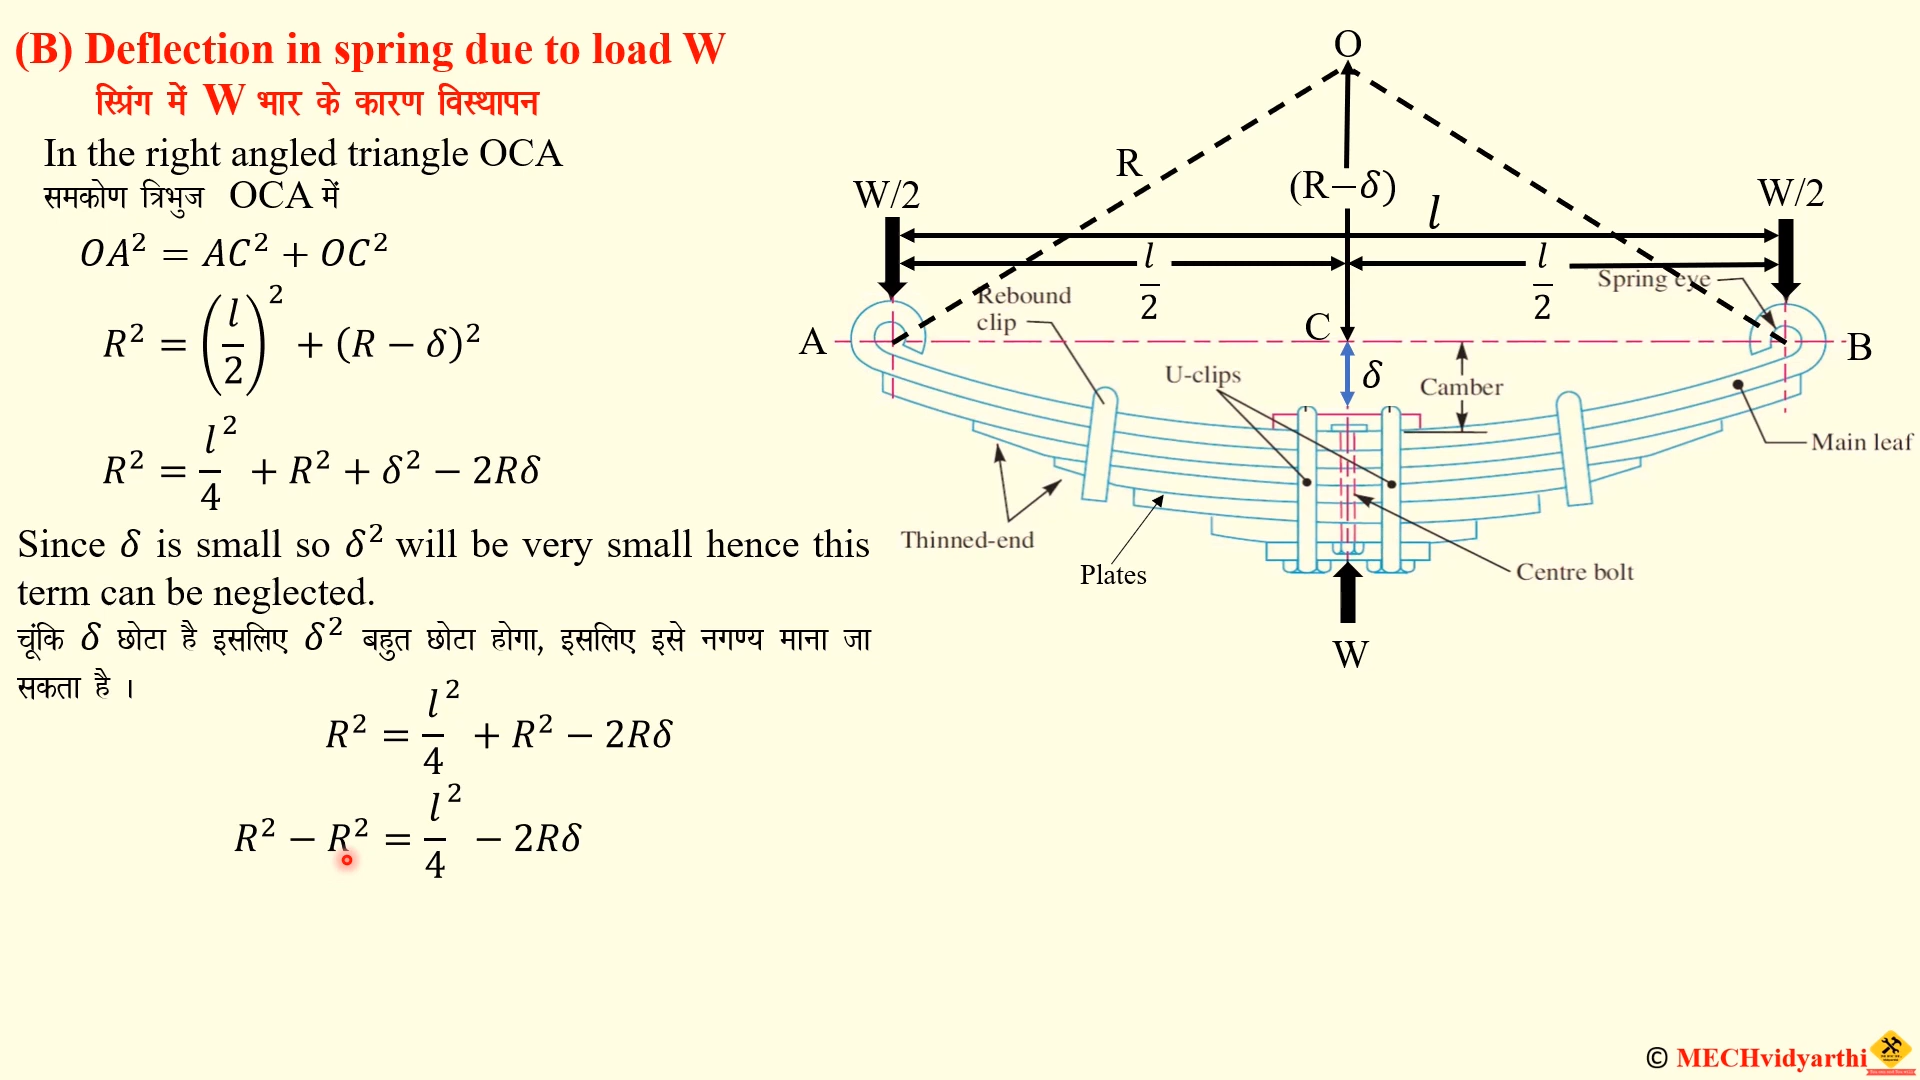 (B) Deflection in spring due to load W
स्प्रिंग में W भार के कारण विस्थापन
In the right angled triangle OCA
समकोण त्रिभुज OCA में
OA² = AC² + OC²
R² = (l/2)² + (R − δ)²
R² = l²/4 + R² + δ² − 2Rδ
Since δ is small so δ² will be very small hence this
term can be neglected.
चूंकि δ छोटा है इसलिए δ² बहुत छोटा होगा, इसलिए इसे नगण्य माना जा
सकता है ।
R² = l²/4 + R² − 2Rδ
R² − R² = l²/4 − 2Rδ
O
R
(R−δ)
W/2
W/2
l
l/2
l/2
Rebound
clip
Spring eye
A
C
B
U-clips
δ
Camber
Main leaf
Thinned-end
Plates
Centre bolt
W
© MECHvidyarthi